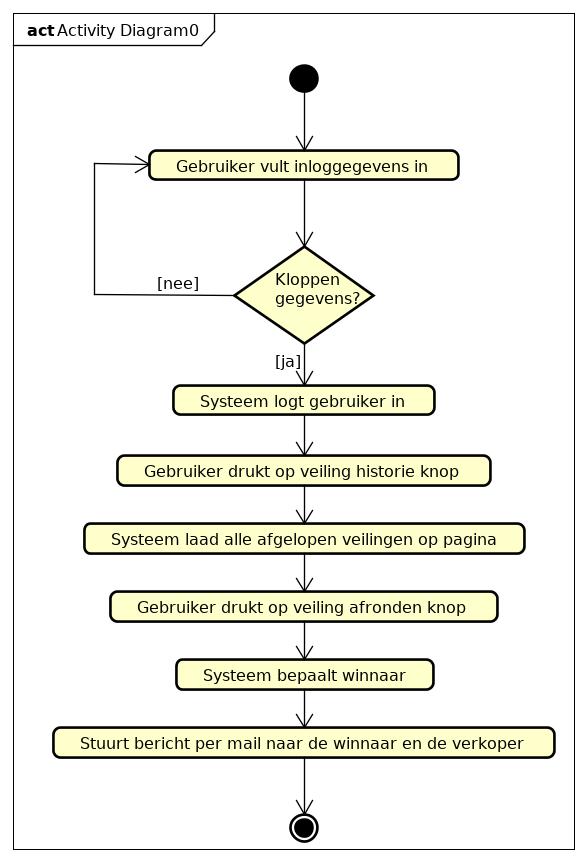 act Activity Diagram0
Gebruiker vult inloggegevens in
[nee]
Kloppen
gegevens?
[ja]
Systeem logt gebruiker in
Gebruiker drukt op veiling historie knop
Systeem laad alle afgelopen veilingen op pagina
Gebruiker drukt op veiling afronden knop
Systeem bepaalt winnaar
Stuurt bericht per mail naar de winnaar en de verkoper